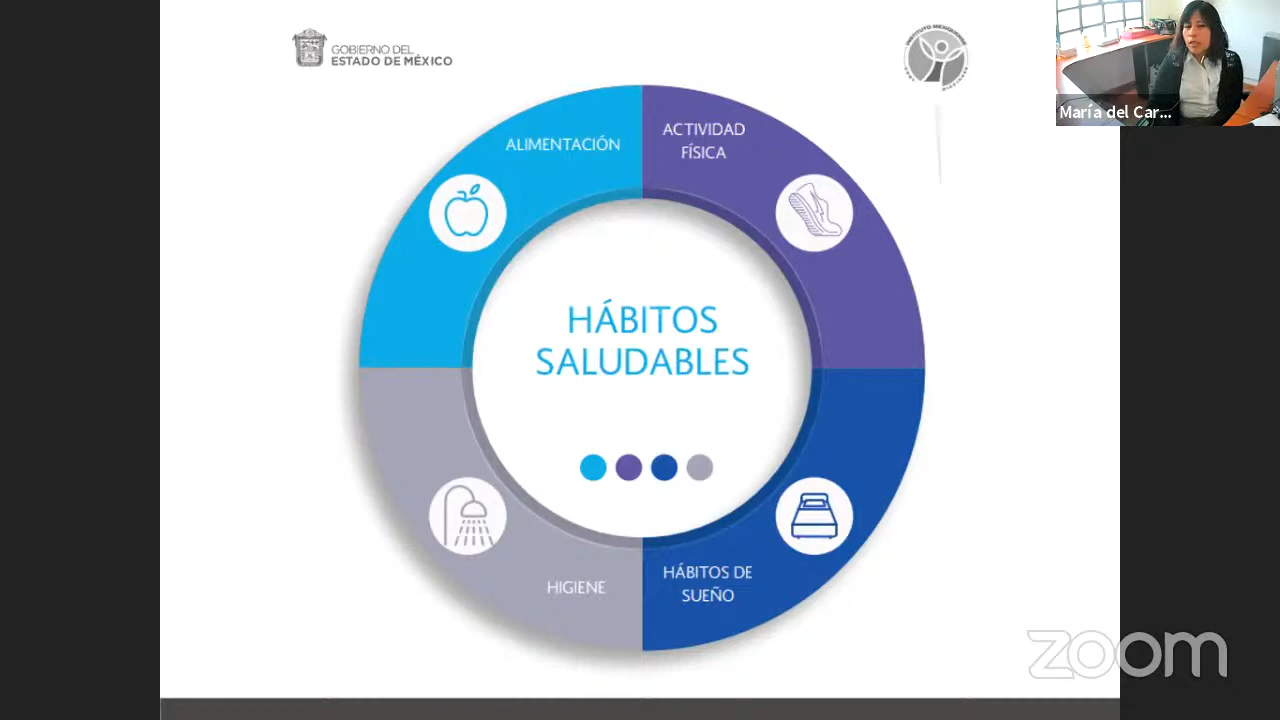 GOBIERNO DEL
ESTADO DE MÉXICO
María del Car...
ALIMENTACIÓN
ACTIVIDAD
FÍSICA
HÁBITOS
SALUDABLES
HIGIENE
HÁBITOS DE
SUEÑO
zoom